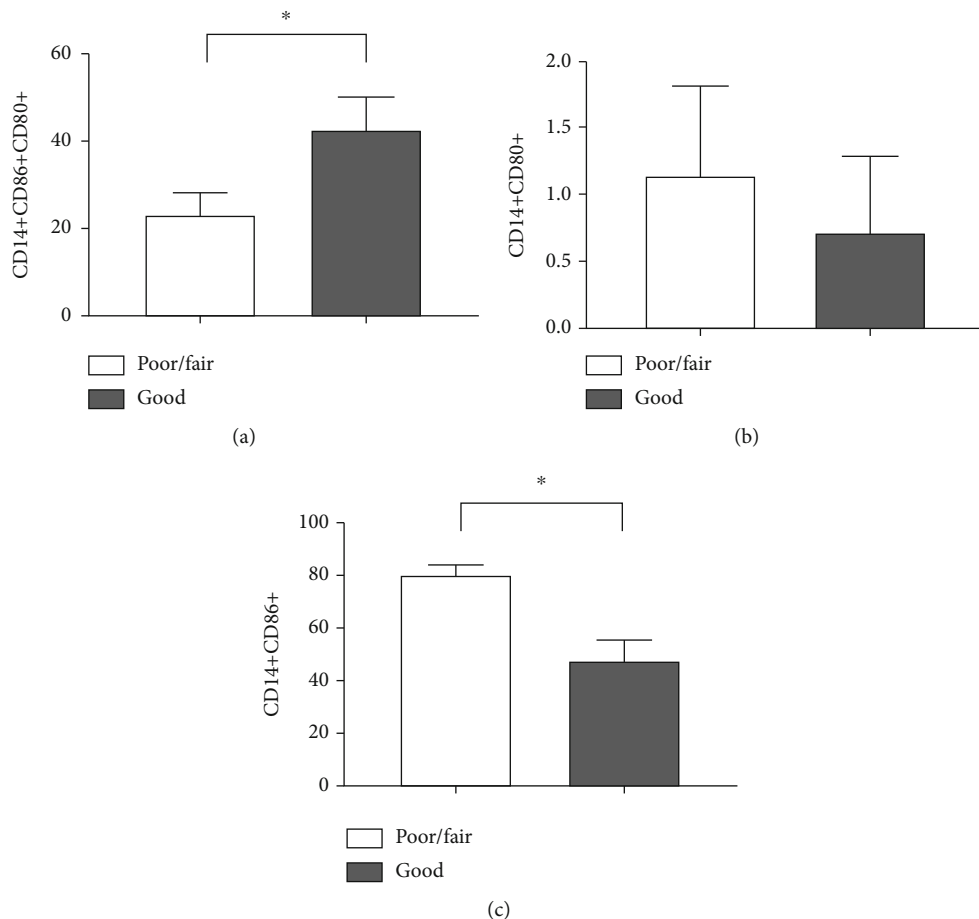 *
60
40
20
0
CD14+CD86+CD80+
Poor/fair
Good
(a)
2.0
1.5
1.0
0.5
0.0
CD14+CD80+
Poor/fair
Good
(b)
*
100
80
60
40
20
0
CD14+CD86+
Poor/fair
Good
(c)